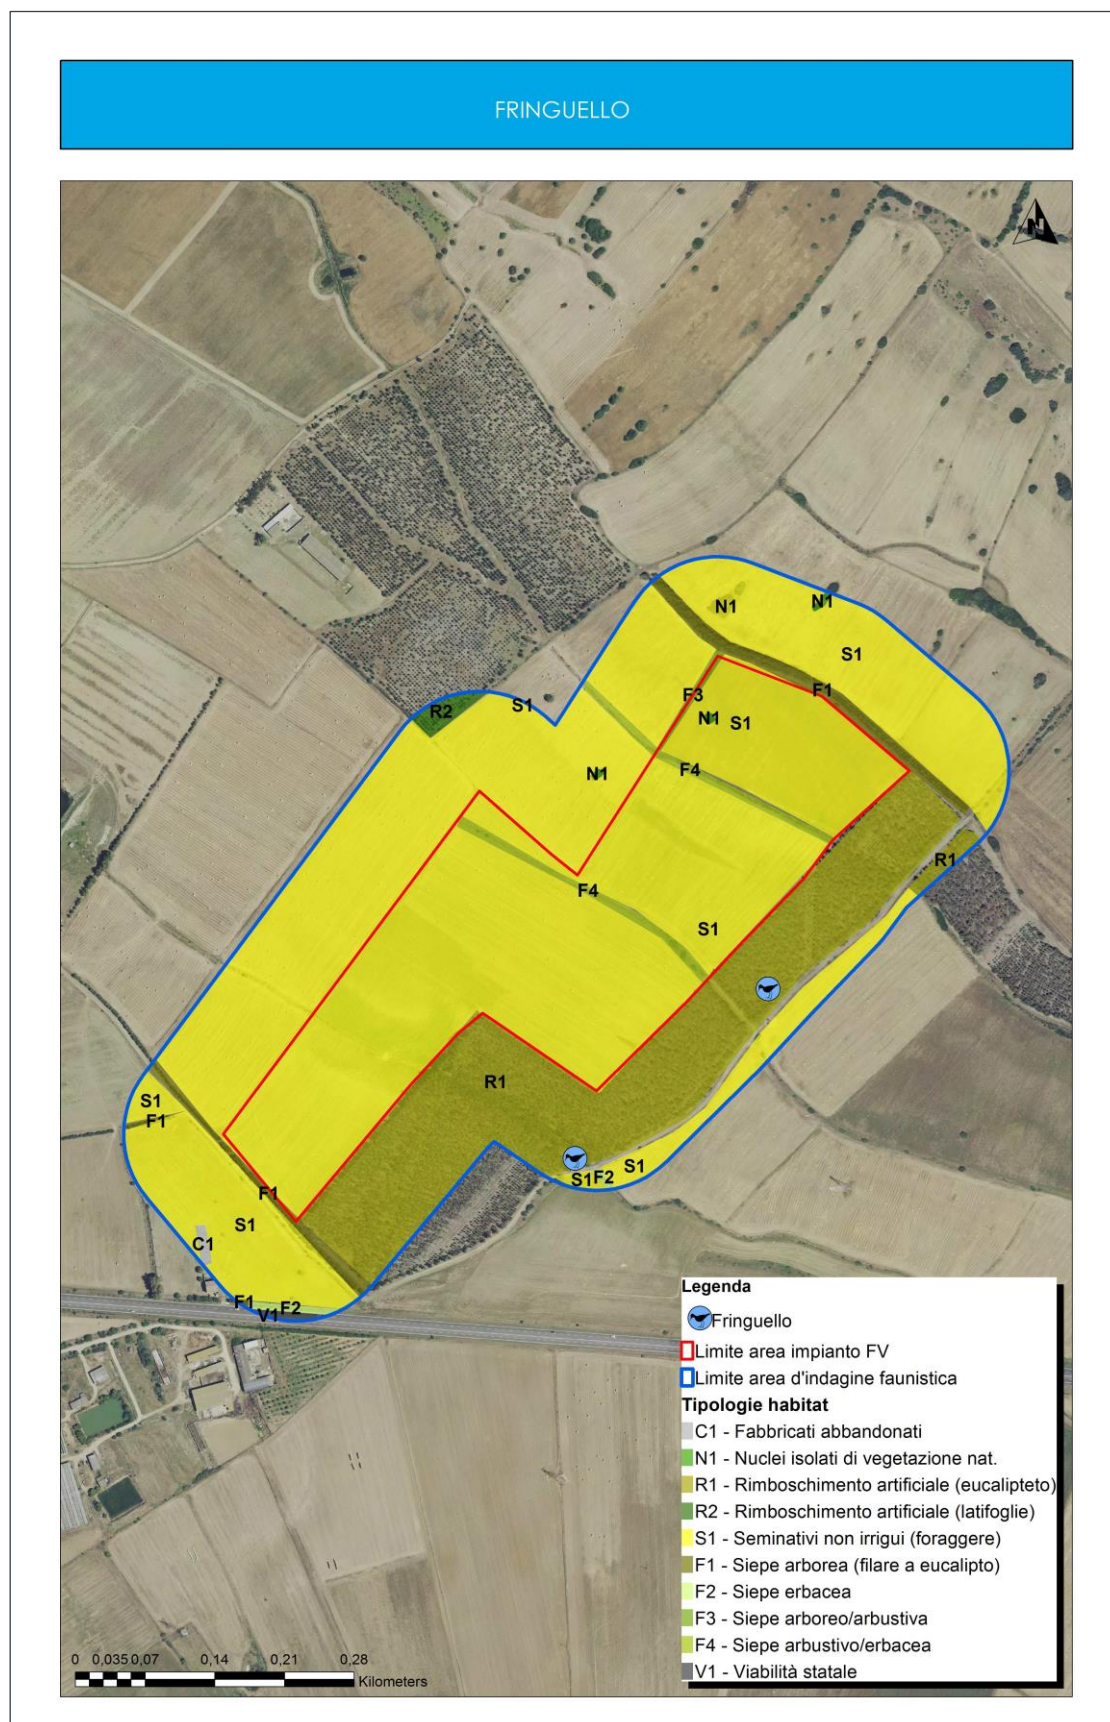 FRINGUELLO
N
N1
N1
S1
F3
F1
R2
S1
N1
S1
F4
N1
R1
F4
S1
R1
S1
F1
S1
F2
S1
F1
S1
C1
F1
F2
V1
Legenda
Fringuello
Limite area impianto FV
Limite area d'indagine faunistica
Tipologie habitat
C1 - Fabbricati abbandonati
N1 - Nuclei isolati di vegetazione nat.
R1 - Rimboschimento artificiale (eucalipteto)
R2 - Rimboschimento artificiale (latifoglie)
S1 - Seminativi non irrigui (foraggere)
F1 - Siepe arborea (filare a eucalipto)
F2 - Siepe erbacea
F3 - Siepe arboreo/arbustiva
F4 - Siepe arbustivo/erbacea
V1 - Viabilità statale
0 0,035 0,07 0,14 0,21 0,28
Kilometers